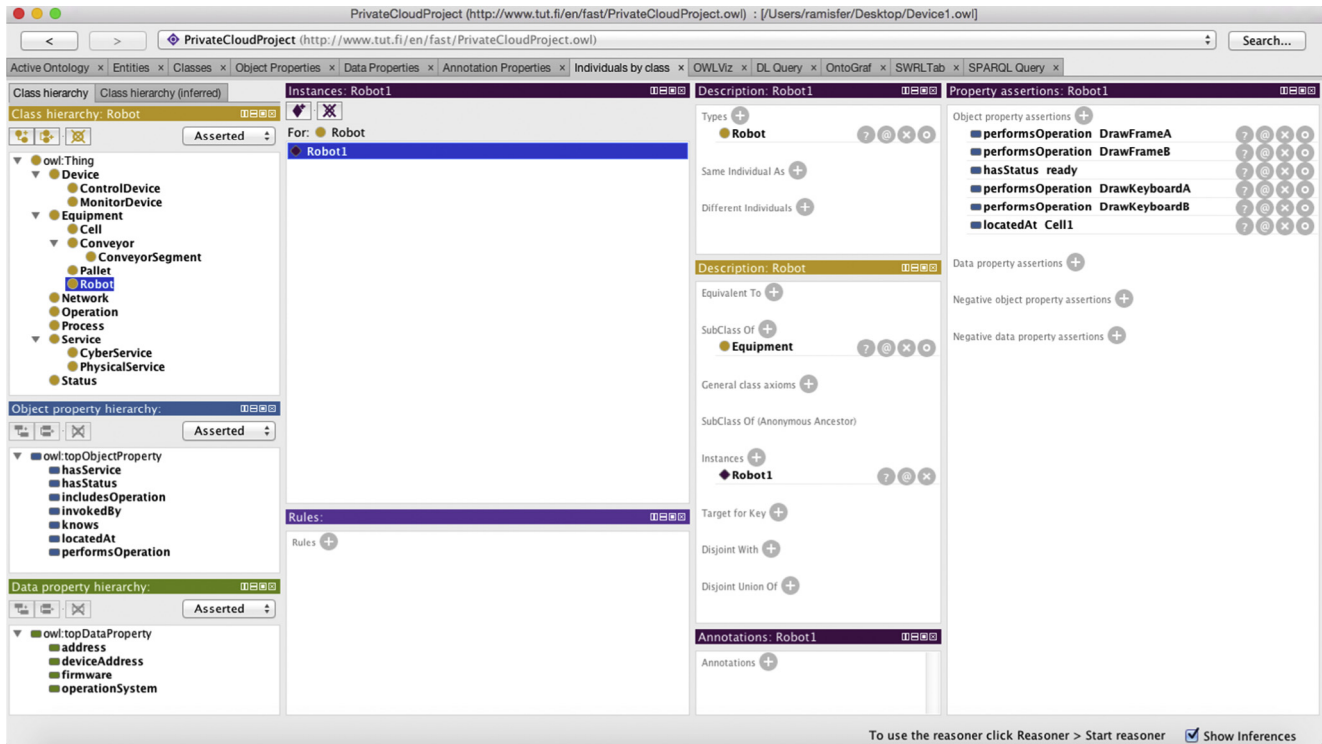 PrivateCloudProject (http://www.tut.fi/en/fast/PrivateCloudProject.owl) : [/Users/ramisfer/Desktop/Device1.owl]
< > PrivateCloudProject (http://www.tut.fi/en/fast/PrivateCloudProject.owl) Search...
Active Ontology × Entities × Classes × Object Properties × Data Properties × Annotation Properties × Individuals by class × OWLViz × DL Query × OntoGraf × SWRLTab × SPARQL Query ×
Class hierarchy Class hierarchy (inferred)
Class hierarchy: Robot
Asserted
owl:Thing
Device
ControlDevice
MonitorDevice
Equipment
Cell
Conveyor
ConveyorSegment
Pallet
Robot
Network
Operation
Process
Service
CyberService
PhysicalService
Status
Object property hierarchy:
Asserted
owl:topObjectProperty
hasService
hasStatus
includesOperation
invokedBy
knows
locatedAt
performsOperation
Data property hierarchy:
Asserted
owl:topDataProperty
address
deviceAddress
firmware
operationSystem
Instances: Robot1
For: Robot
Robot1
Rules:
Rules
Description: Robot1
Types
Robot
Same Individual As
Different Individuals
Description: Robot
Equivalent To
SubClass Of
Equipment
General class axioms
SubClass Of (Anonymous Ancestor)
Instances
Robot1
Target for Key
Disjoint With
Disjoint Union Of
Annotations: Robot1
Annotations
Property assertions: Robot1
Object property assertions
performsOperation DrawFrameA
performsOperation DrawFrameB
hasStatus ready
performsOperation DrawKeyboardA
performsOperation DrawKeyboardB
locatedAt Cell1
Data property assertions
Negative object property assertions
Negative data property assertions
To use the reasoner click Reasoner > Start reasoner Show Inferences